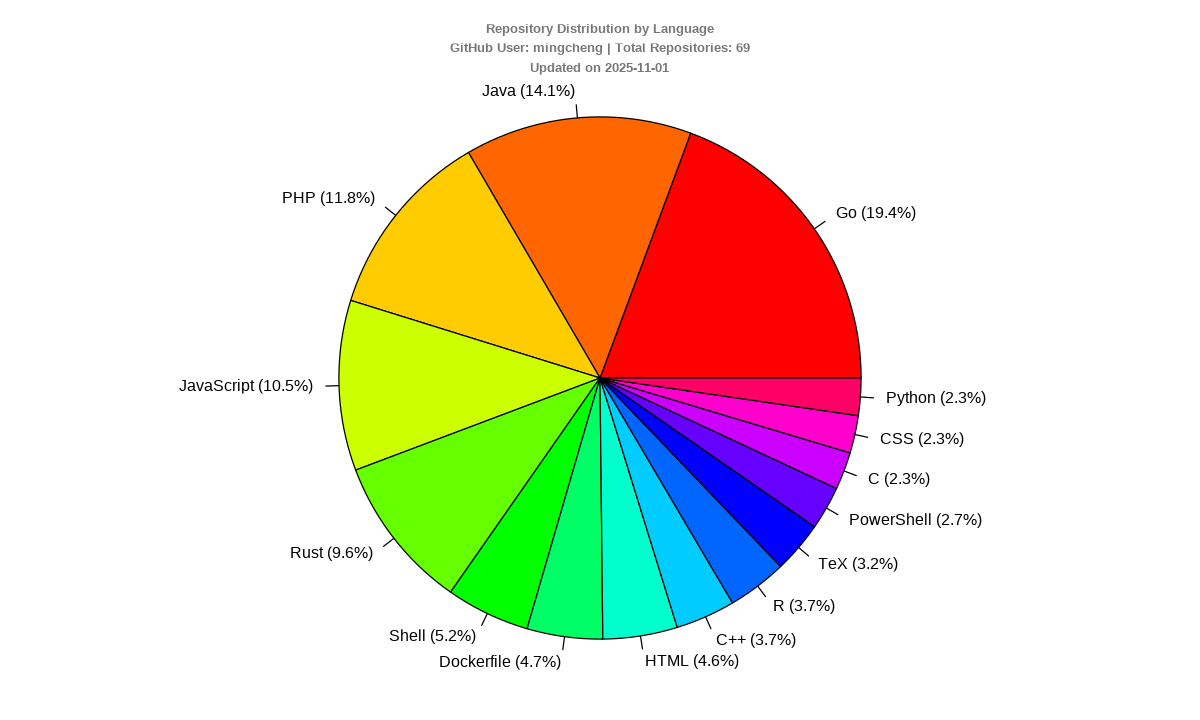 Repository Distribution by Language
GitHub User: mingcheng | Total Repositories: 69
Updated on 2025-11-01
Java (14.1%)
PHP (11.8%)
Go (19.4%)
JavaScript (10.5%)
Python (2.3%)
CSS (2.3%)
C (2.3%)
PowerShell (2.7%)
Rust (9.6%)
TeX (3.2%)
R (3.7%)
Shell (5.2%)
C++ (3.7%)
Dockerfile (4.7%)
HTML (4.6%)